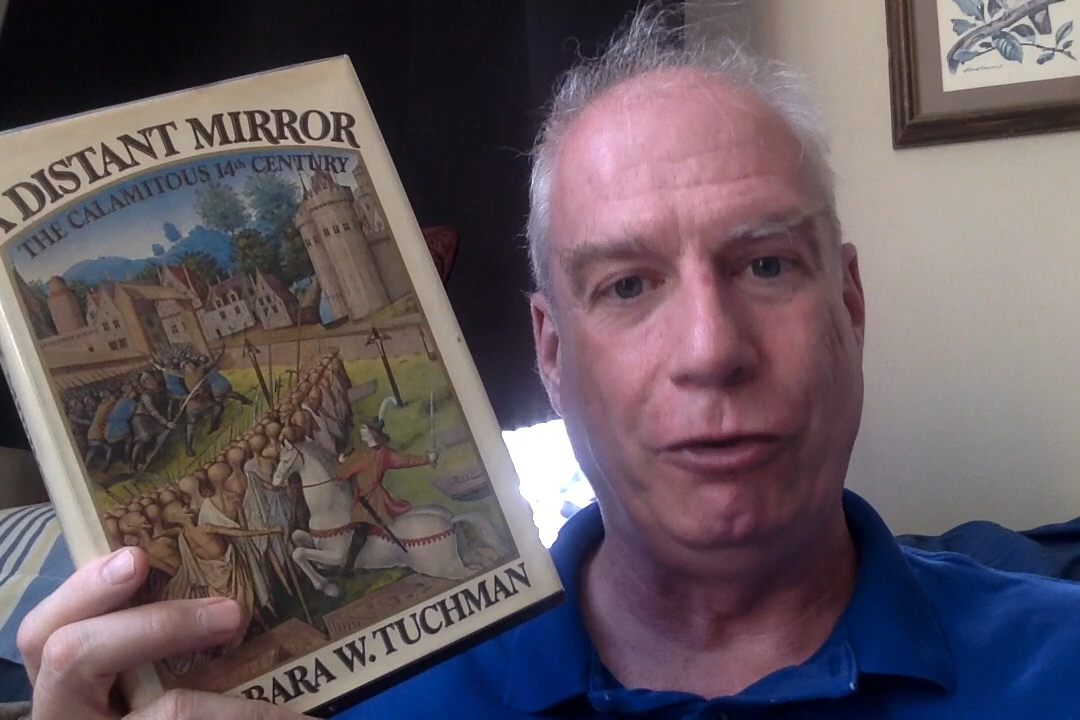 A DISTANT MIRROR
THE CALAMITOUS 14th CENTURY
BARA W. TUCHMAN